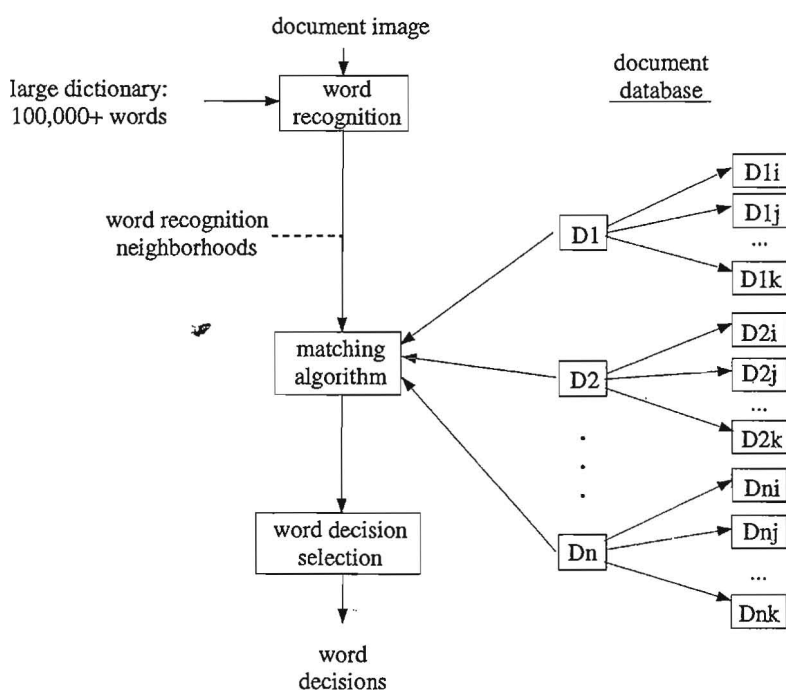 document image
large dictionary:
100,000+ words
word
recognition
document
database
word recognition
neighborhoods
D1
D1i
D1j
...
D1k
matching
algorithm
D2
D2i
D2j
...
D2k
.
.
.
word decision
selection
Dn
Dni
Dnj
...
Dnk
word
decisions